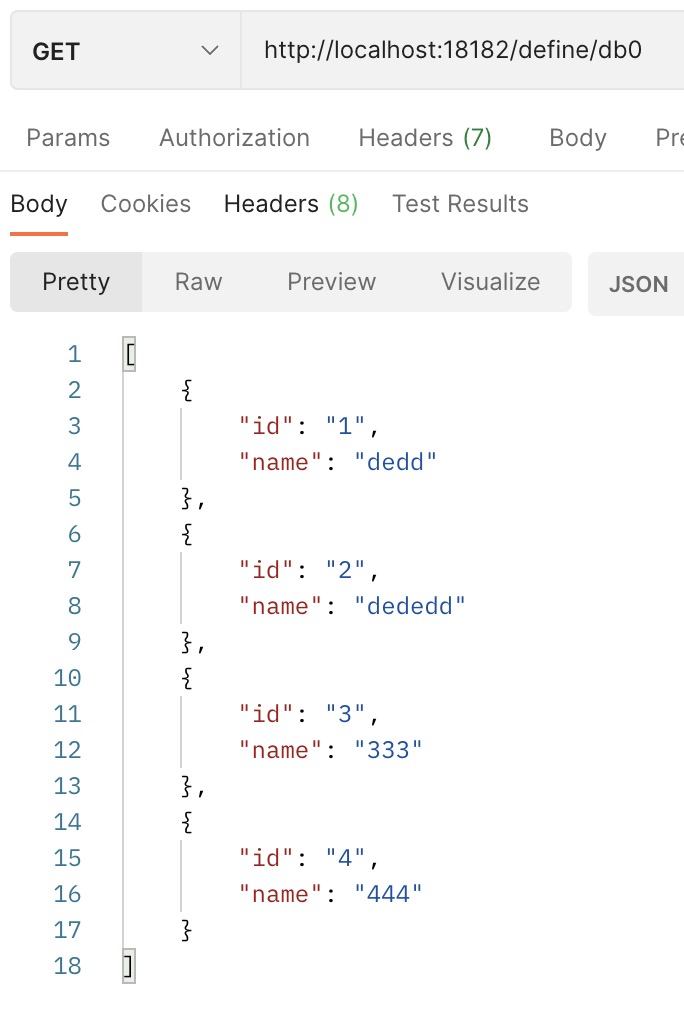 GET http://localhost:18182/define/db0
Params Authorization Headers (7) Body Pre
Body Cookies Headers (8) Test Results
Pretty Raw Preview Visualize JSON
1 [
2 {
3 "id": "1",
4 "name": "dedd"
5 },
6 {
7 "id": "2",
8 "name": "dededd"
9 },
10 {
11 "id": "3",
12 "name": "333"
13 },
14 {
15 "id": "4",
16 "name": "444"
17 }
18 ]